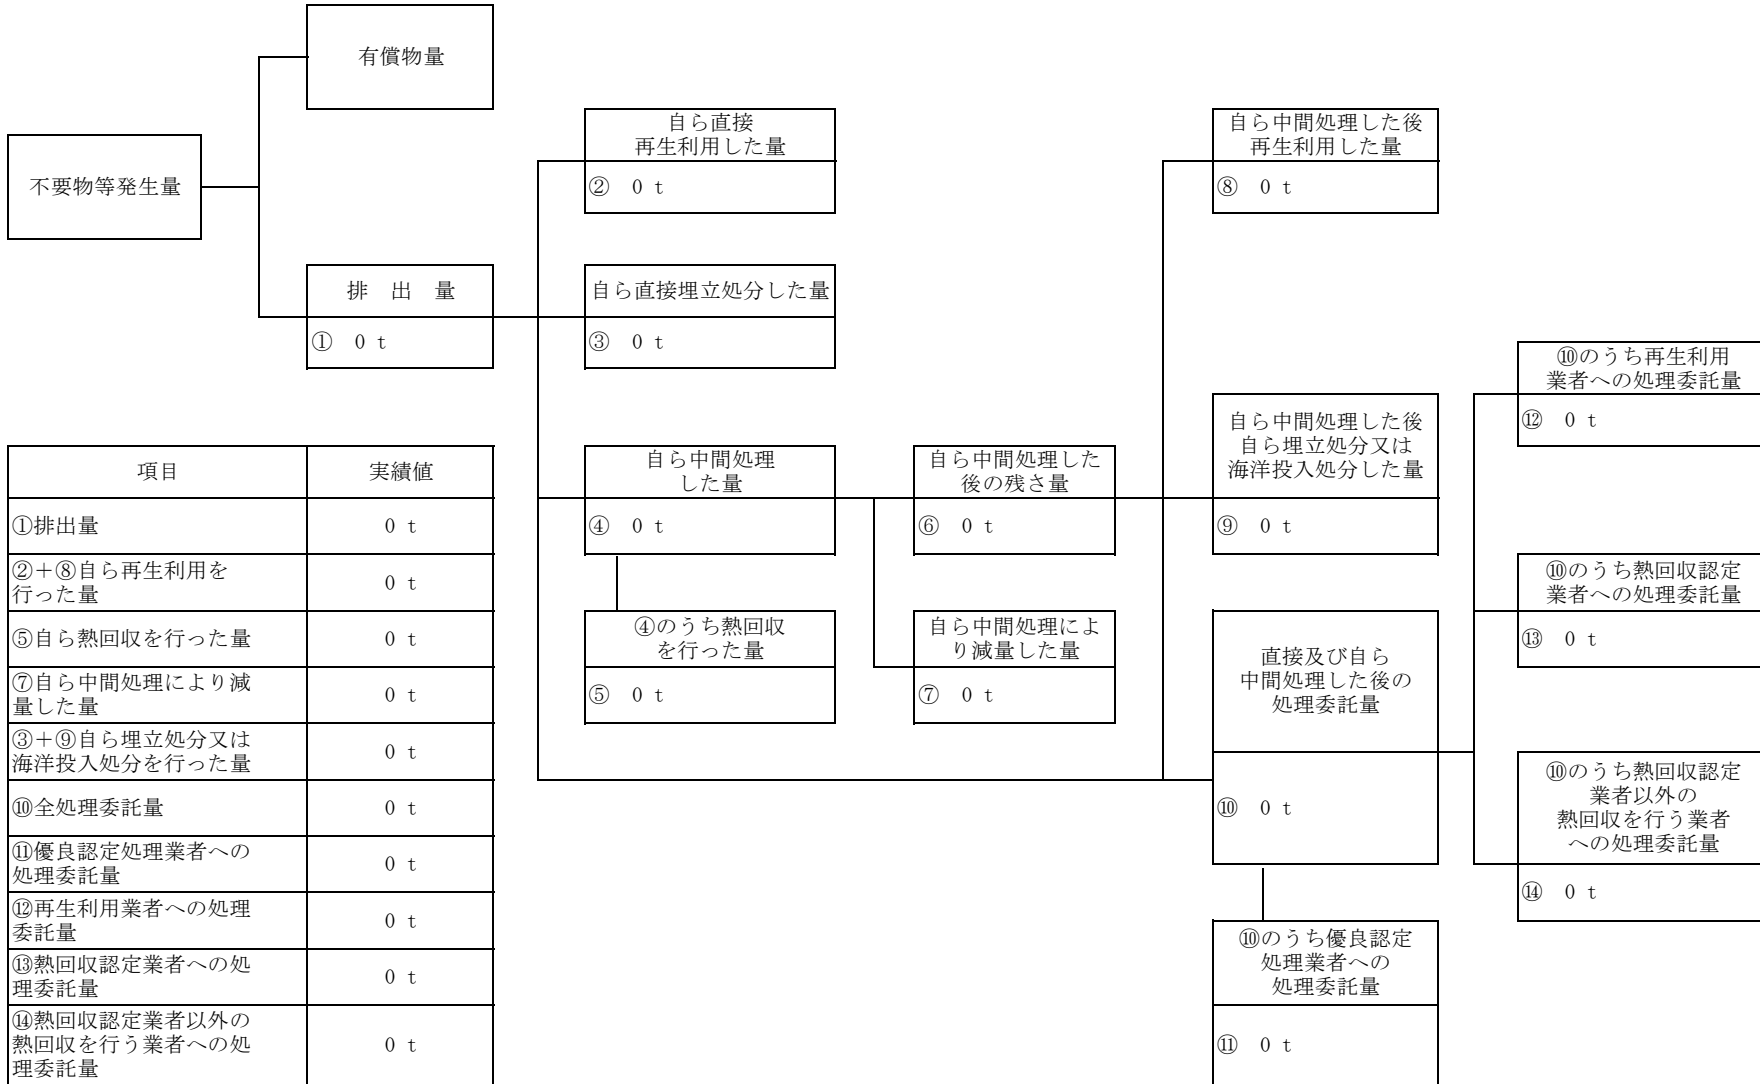 有償物量
不要物等発生量
排　出　量
①　0 t
自ら直接
再生利用した量
②　0 t
自ら直接埋立処分した量
③　0 t
自ら中間処理
した量
④　0 t
④のうち熱回収
を行った量
⑤　0 t
自ら中間処理した
後の残さ量
⑥　0 t
自ら中間処理によ
り減量した量
⑦　0 t
自ら中間処理した後
再生利用した量
⑧　0 t
自ら中間処理した後
自ら埋立処分又は
海洋投入処分した量
⑨　0 t
直接及び自ら
中間処理した後の
処理委託量
⑩　0 t
⑩のうち優良認定
処理業者への
処理委託量
⑪　0 t
⑩のうち再生利用
業者への処理委託量
⑫　0 t
⑩のうち熱回収認定
業者への処理委託量
⑬　0 t
⑩のうち熱回収認定
業者以外の
熱回収を行う業者
への処理委託量
⑭　0 t
項目　実績値
①排出量　0 t
②＋⑧自ら再生利用を
行った量　0 t
⑤自ら熱回収を行った量　0 t
⑦自ら中間処理により減
量した量　0 t
③＋⑨自ら埋立処分又は
海洋投入処分を行った量　0 t
⑩全処理委託量　0 t
⑪優良認定処理業者への
処理委託量　0 t
⑫再生利用業者への処理
委託量　0 t
⑬熱回収認定業者への処
理委託量　0 t
⑭熱回収認定業者以外の
熱回収を行う業者への処
理委託量　0 t